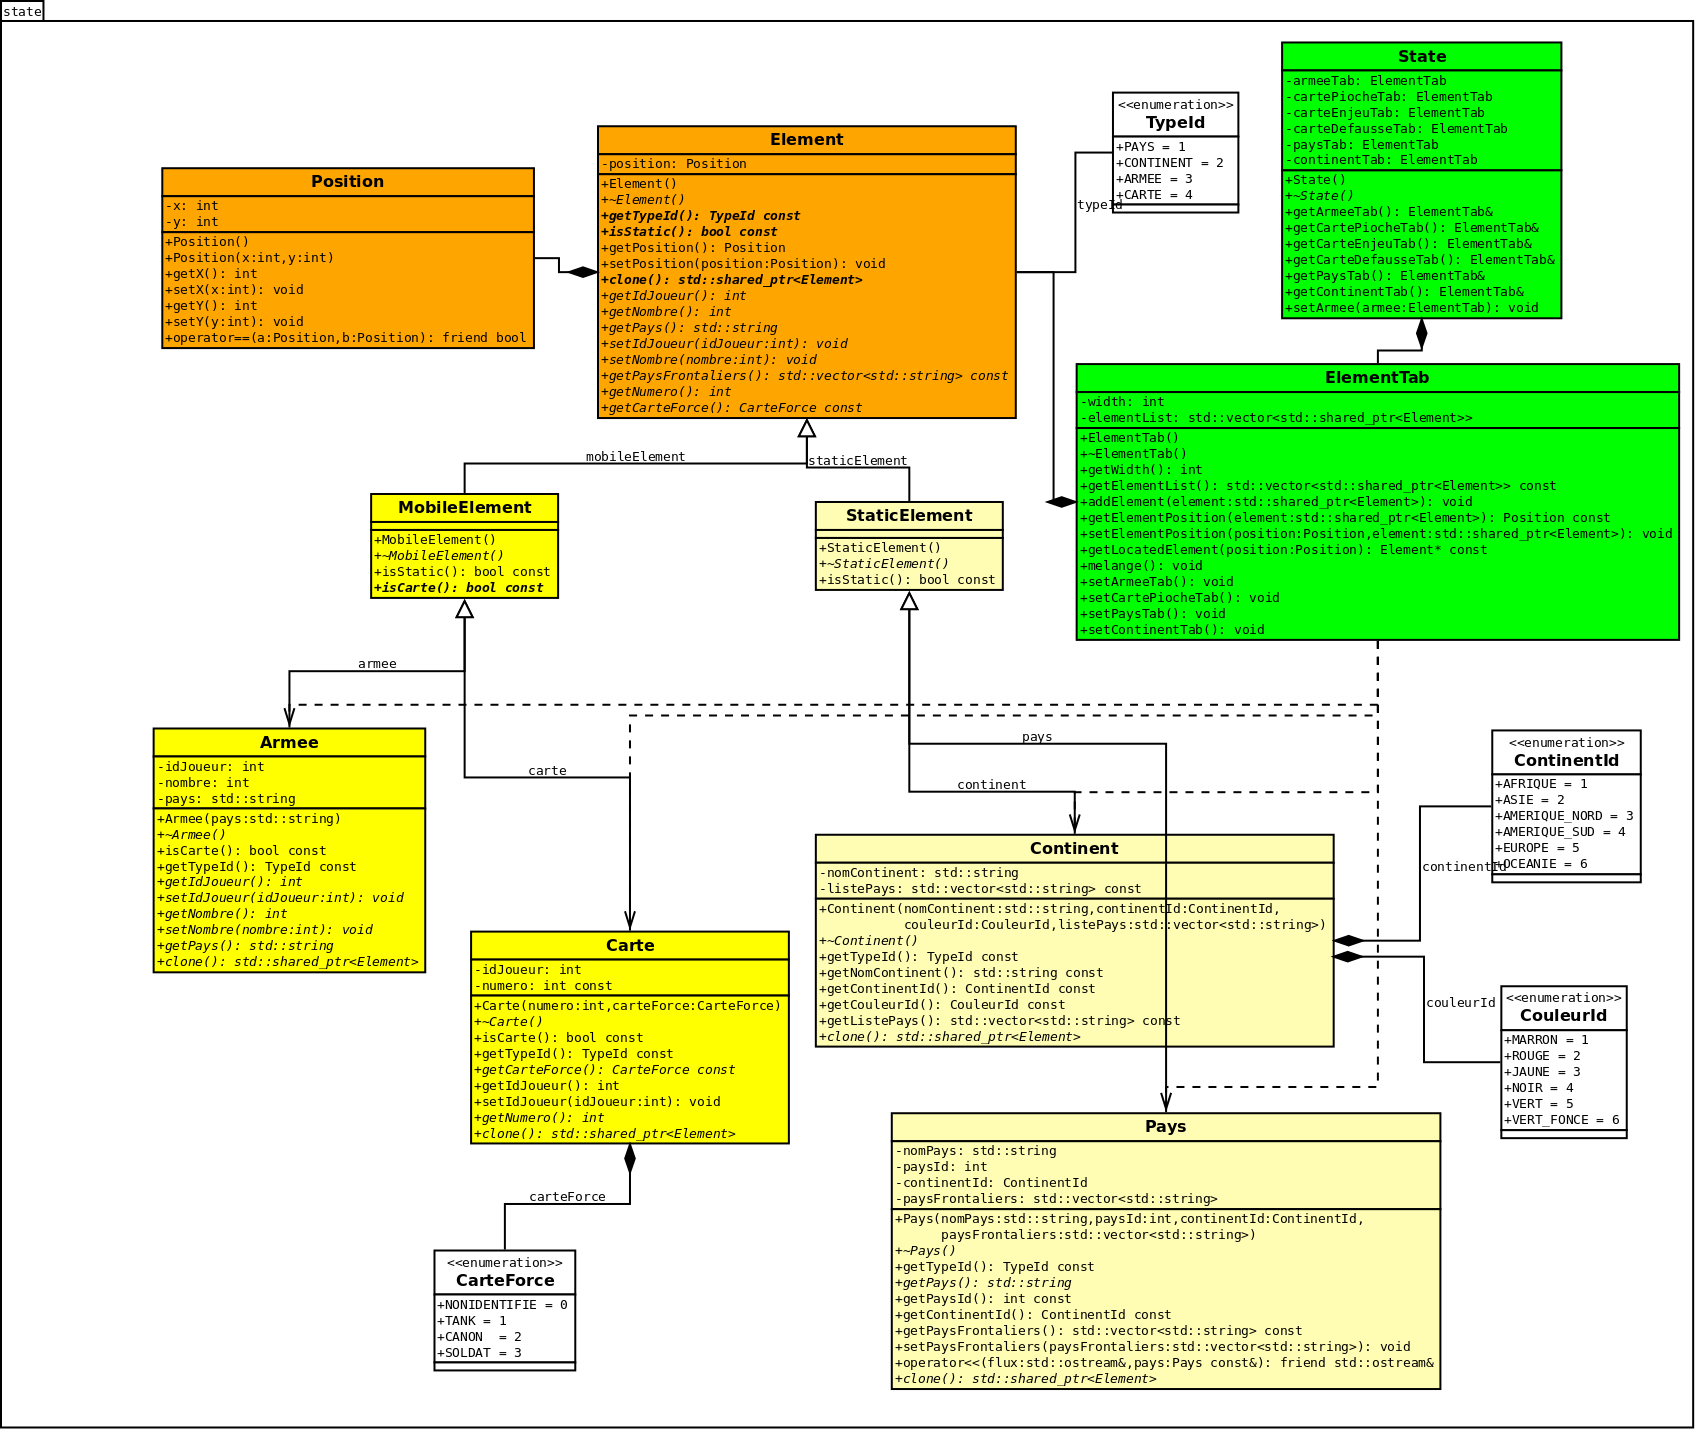 state
State
-armeeTab: ElementTab
-cartePiocheTab: ElementTab
-carteEnjeuTab: ElementTab
-carteDefausseTab: ElementTab
-paysTab: ElementTab
-continentTab: ElementTab
+State()
+~State()
+getArmeeTab(): ElementTab&
+getCartePiocheTab(): ElementTab&
+getCarteEnjeuTab(): ElementTab&
+getCarteDefausseTab(): ElementTab&
+getPaysTab(): ElementTab&
+getContinentTab(): ElementTab&
+setArmee(armee:ElementTab): void
<<enumeration>>
TypeId
+PAYS = 1
+CONTINENT = 2
+ARMEE = 3
+CARTE = 4
typeId
Element
-position: Position
+Element()
+~Element()
+getTypeId(): TypeId const
+isStatic(): bool const
+getPosition(): Position
+setPosition(position:Position): void
+clone(): std::shared_ptr<Element>
+getIdJoueur(): int
+getNombre(): int
+getPays(): std::string
+setIdJoueur(idJoueur:int): void
+setNombre(nombre:int): void
+getPaysFrontaliers(): std::vector<std::string> const
+getNumero(): int
+getCarteForce(): CarteForce const
Position
-x: int
-y: int
+Position()
+Position(x:int,y:int)
+getX(): int
+setX(x:int): void
+getY(): int
+setY(y:int): void
+operator==(a:Position,b:Position): friend bool
ElementTab
-width: int
-elementList: std::vector<std::shared_ptr<Element>>
+ElementTab()
+~ElementTab()
+getWidth(): int
+getElementList(): std::vector<std::shared_ptr<Element>> const
+addElement(element:std::shared_ptr<Element>): void
+getElementPosition(element:std::shared_ptr<Element>): Position const
+setElementPosition(position:Position,element:std::shared_ptr<Element>): void
+getLocatedElement(position:Position): Element* const
+melange(): void
+setArmeeTab(): void
+setCartePiocheTab(): void
+setPaysTab(): void
+setContinentTab(): void
mobileElement
staticElement
MobileElement
+MobileElement()
+~MobileElement()
+isStatic(): bool const
+isCarte(): bool const
StaticElement
+StaticElement()
+~StaticElement()
+isStatic(): bool const
armee
carte
pays
continent
Armee
-idJoueur: int
-nombre: int
-pays: std::string
+Armee(pays:std::string)
+~Armee()
+isCarte(): bool const
+getTypeId(): TypeId const
+getIdJoueur(): int
+setIdJoueur(idJoueur:int): void
+getNombre(): int
+setNombre(nombre:int): void
+getPays(): std::string
+clone(): std::shared_ptr<Element>
Carte
-idJoueur: int
-numero: int const
+Carte(numero:int,carteForce:CarteForce)
+~Carte()
+isCarte(): bool const
+getTypeId(): TypeId const
+getCarteForce(): CarteForce const
+getIdJoueur(): int
+setIdJoueur(idJoueur:int): void
+getNumero(): int
+clone(): std::shared_ptr<Element>
Continent
-nomContinent: std::string
-listePays: std::vector<std::string> const
+Continent(nomContinent:std::string,continentId:ContinentId,
couleurId:CouleurId,listePays:std::vector<std::string>)
+~Continent()
+getTypeId(): TypeId const
+getNomContinent(): std::string const
+getContinentId(): ContinentId const
+getCouleurId(): CouleurId const
+getListePays(): std::vector<std::string> const
+clone(): std::shared_ptr<Element>
<<enumeration>>
ContinentId
+AFRIQUE = 1
+ASIE = 2
+AMERIQUE_NORD = 3
+AMERIQUE_SUD = 4
+EUROPE = 5
+OCEANIE = 6
continentId
couleurId
<<enumeration>>
CouleurId
+MARRON = 1
+ROUGE = 2
+JAUNE = 3
+NOIR = 4
+VERT = 5
+VERT_FONCE = 6
Pays
-nomPays: std::string
-paysId: int
-continentId: ContinentId
-paysFrontaliers: std::vector<std::string>
+Pays(nomPays:std::string,paysId:int,continentId:ContinentId,
paysFrontaliers:std::vector<std::string>)
+~Pays()
+getTypeId(): TypeId const
+getPays(): std::string
+getPaysId(): int const
+getContinentId(): ContinentId const
+getPaysFrontaliers(): std::vector<std::string> const
+setPaysFrontaliers(paysFrontaliers:std::vector<std::string>): void
+operator<<(flux:std::ostream&,pays:Pays const&): friend std::ostream&
+clone(): std::shared_ptr<Element>
carteForce
<<enumeration>>
CarteForce
+NONIDENTIFIE = 0
+TANK = 1
+CANON  = 2
+SOLDAT = 3